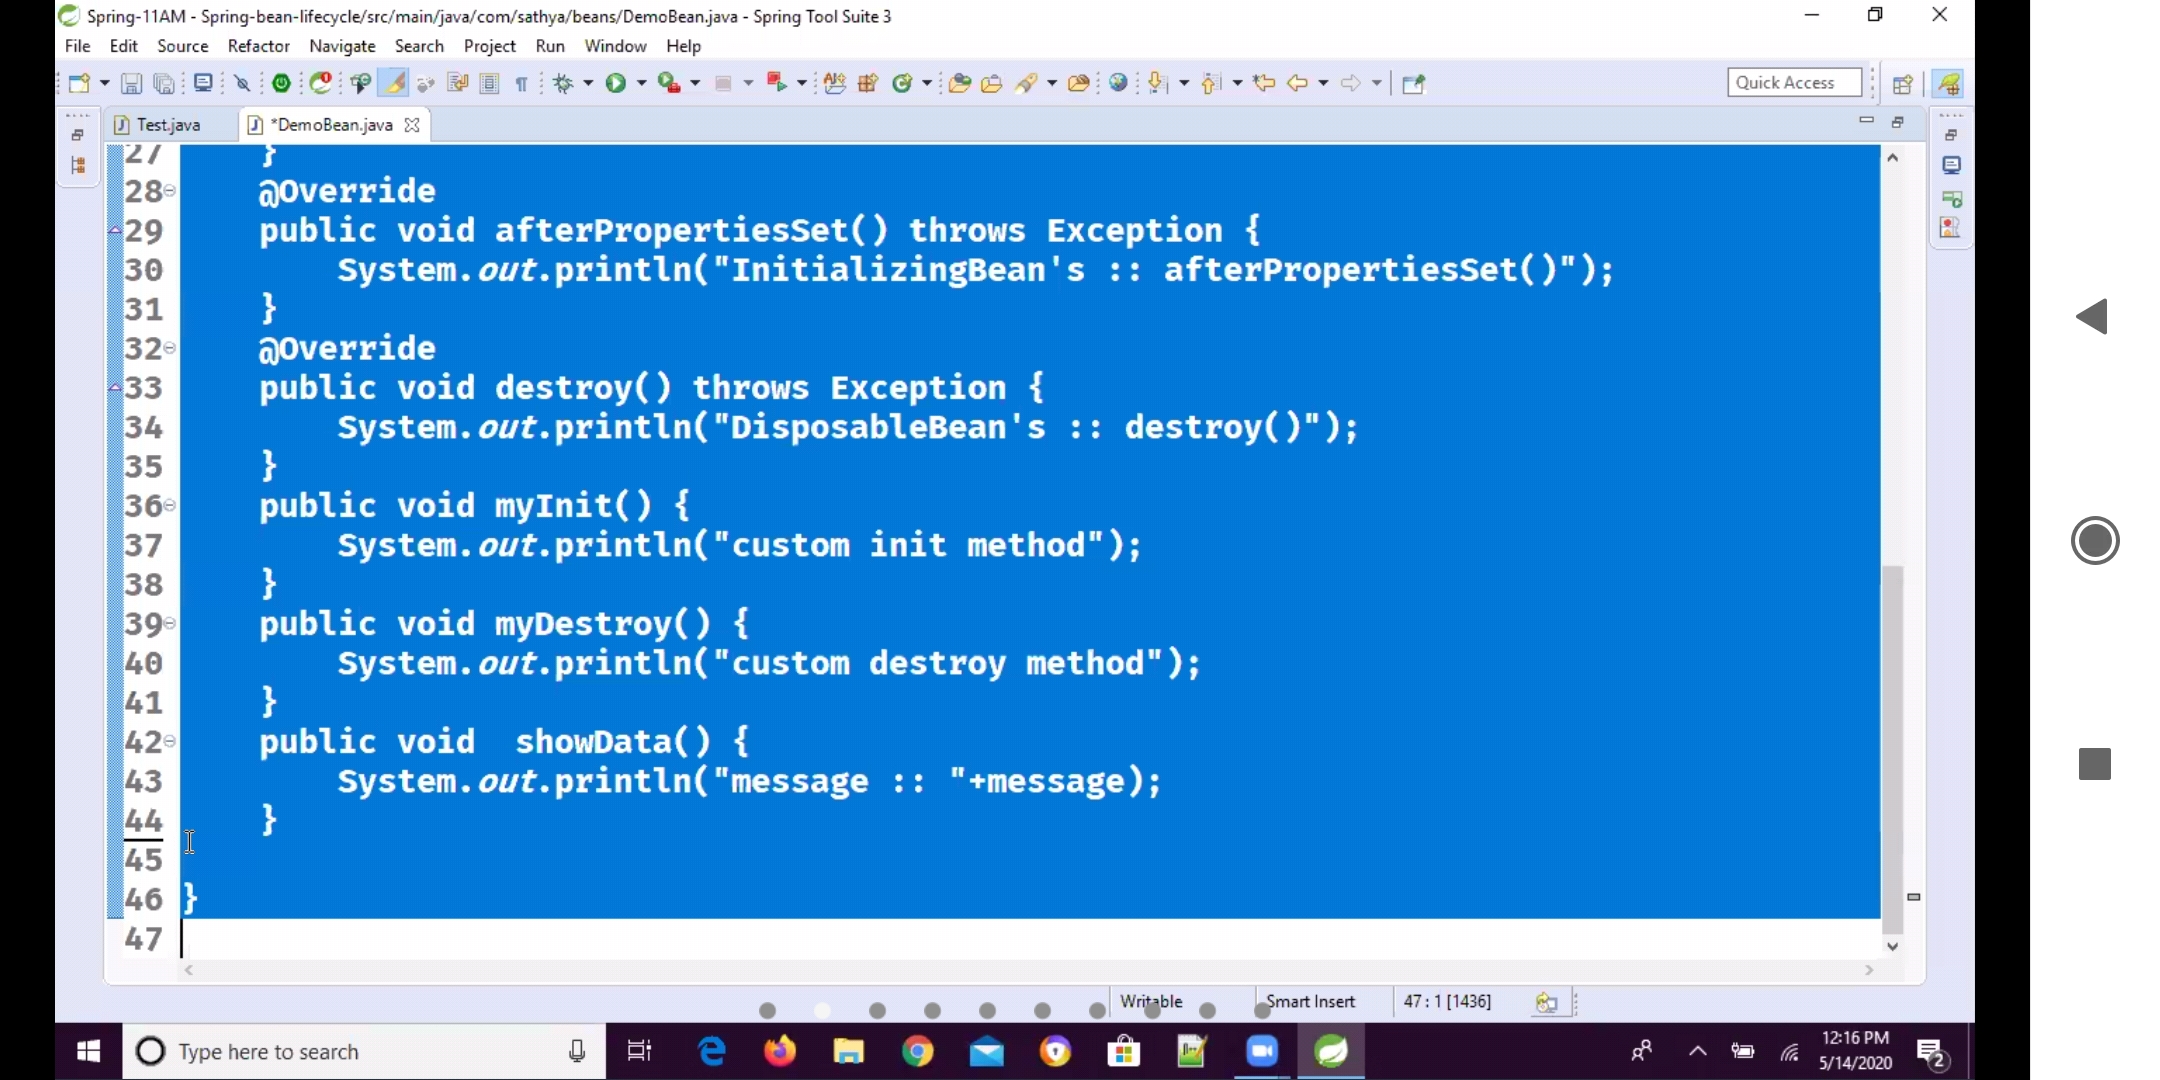 Spring-11AM - Spring-bean-lifecycle/src/main/java/com/sathya/beans/DemoBean.java - Spring Tool Suite 3
File Edit Source Refactor Navigate Search Project Run Window Help
Quick Access
Test.java *DemoBean.java
27 }
28 @Override
29 public void afterPropertiesSet() throws Exception {
30 System.out.println("InitializingBean's :: afterPropertiesSet()");
31 }
32 @Override
33 public void destroy() throws Exception {
34 System.out.println("DisposableBean's :: destroy()");
35 }
36 public void myInit() {
37 System.out.println("custom init method");
38 }
39 public void myDestroy() {
40 System.out.println("custom destroy method");
41 }
42 public void  showData() {
43 System.out.println("message :: "+message);
44 }
45
46 }
47
Writable Smart Insert 47 : 1 [1436]
Type here to search
12:16 PM
5/14/2020
2